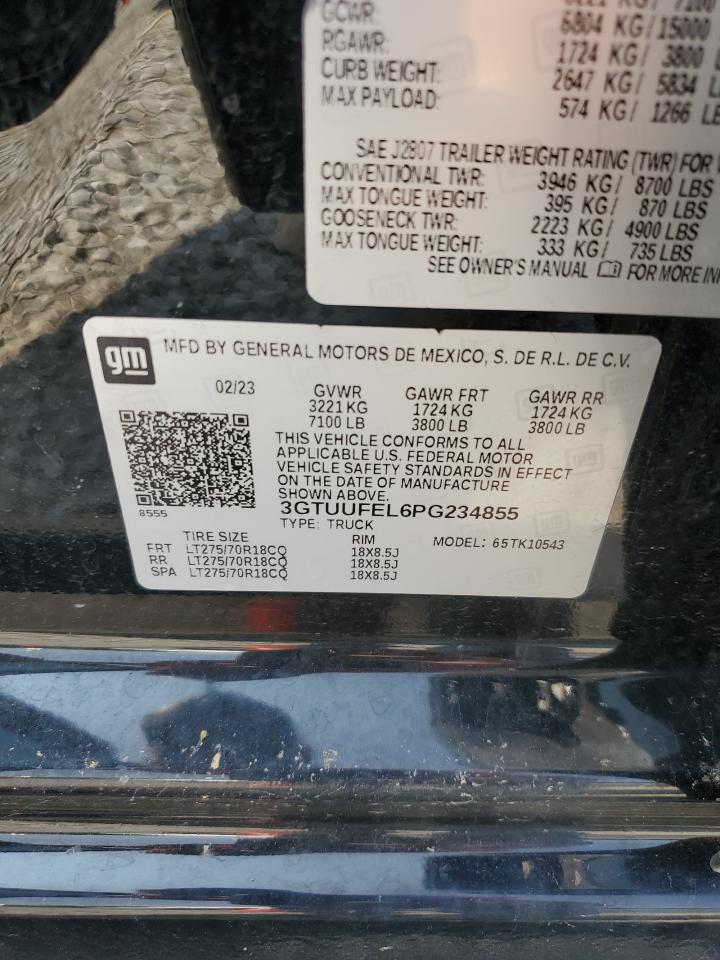 GCWR: 6804 KG/ 15000
RGAWR: 1724 KG/ 3800 L
CURB WEIGHT: 2647 KG/ 5834 L
MAX PAYLOAD: 574 KG/ 1266 LB
SAE J2807 TRAILER WEIGHT RATING (TWR) FOR
CONVENTIONAL TWR: 3946 KG/ 8700 LBS
MAX TONGUE WEIGHT: 395 KG/ 870 LBS
GOOSENECK TWR: 2223 KG/ 4900 LBS
MAX TONGUE WEIGHT: 333 KG/ 735 LBS
SEE OWNER'S MANUAL FOR MORE IN
gm MFD BY GENERAL MOTORS DE MEXICO, S. DE R.L. DE C.V.
02/23 GVWR GAWR FRT GAWR RR
3221 KG 1724 KG 1724 KG
7100 LB 3800 LB 3800 LB
THIS VEHICLE CONFORMS TO ALL
APPLICABLE U.S. FEDERAL MOTOR
VEHICLE SAFETY STANDARDS IN EFFECT
ON THE DATE OF MANUFACTURE
SHOWN ABOVE.
8555 3GTUUFEL6PG234855
TYPE: TRUCK
TIRE SIZE RIM MODEL: 65TK10543
FRT LT275/70R18CQ 18X8.5J
RR LT275/70R18CQ 18X8.5J
SPA LT275/70R18CQ 18X8.5J